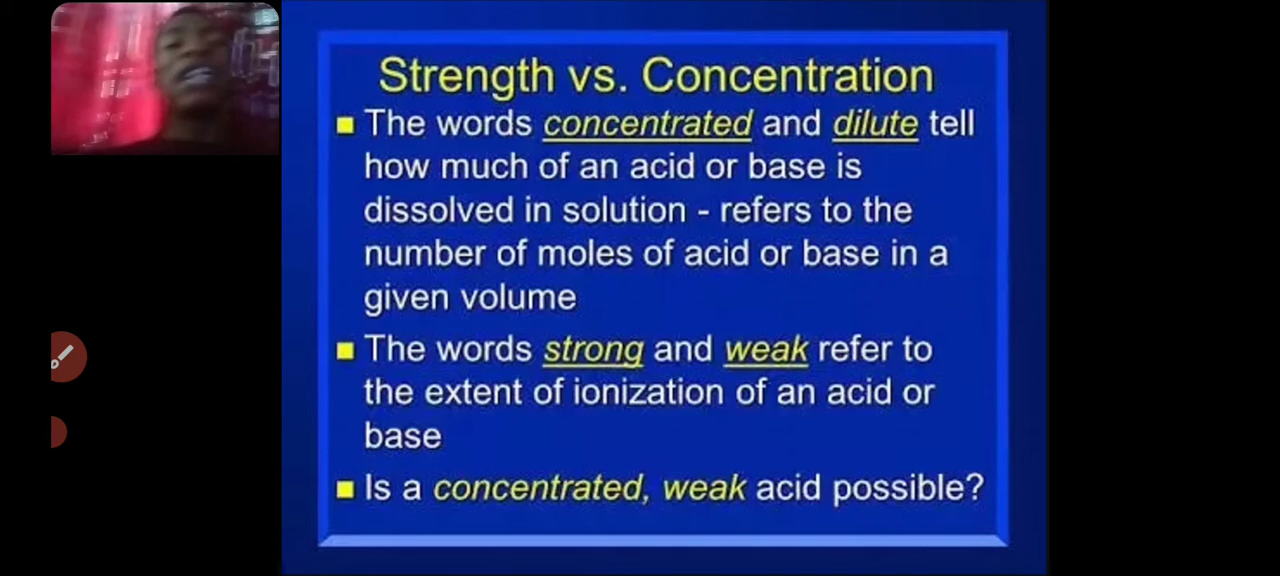 Strength vs. Concentration
The words concentrated and dilute tell
how much of an acid or base is
dissolved in solution - refers to the
number of moles of acid or base in a
given volume
The words strong and weak refer to
the extent of ionization of an acid or
base
Is a concentrated, weak acid possible?